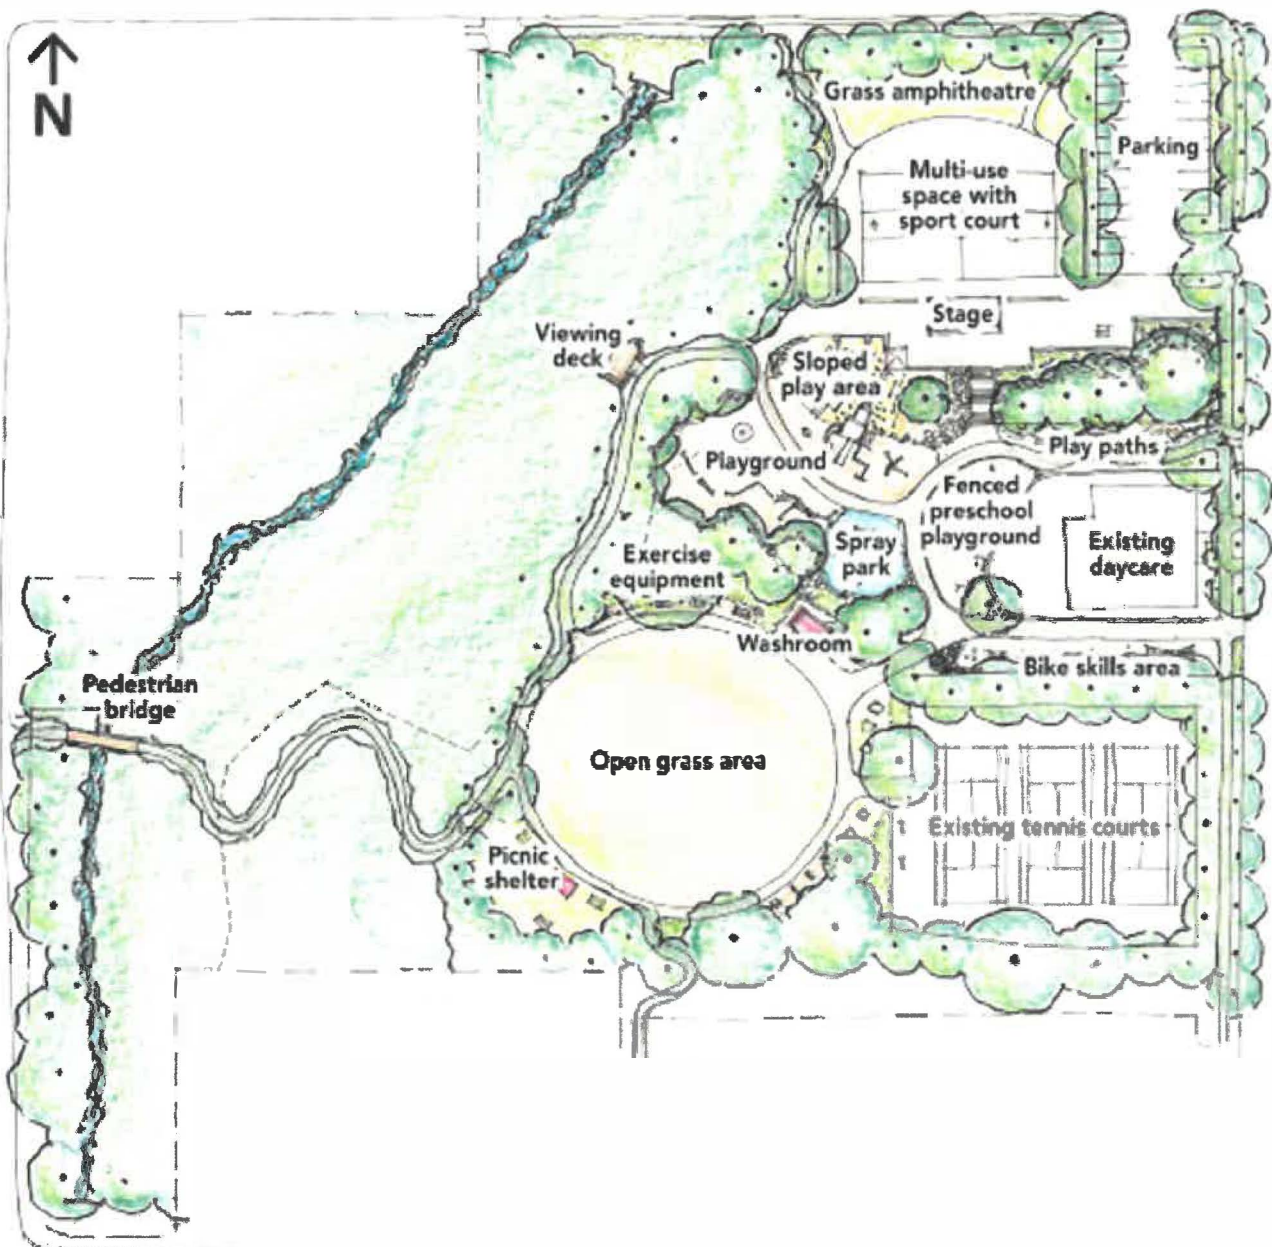 N
Grass amphitheatre
Parking
Multi-use
space with
sport court
Stage
Viewing
deck
Sloped
play area
Play paths
Playground
Fenced
preschool
playground
Existing
daycare
Spray
park
Exercise
equipment
Washroom
Bike skills area
Pedestrian
bridge
Open grass area
Existing tennis courts
Picnic
shelter